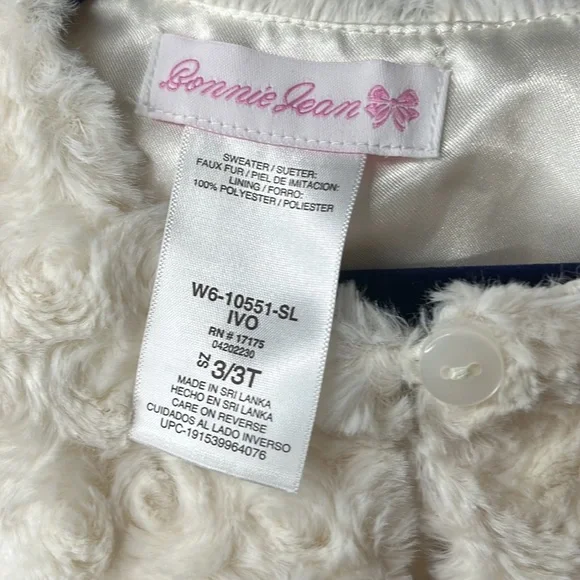 Bonnie Jean
SWEATER / SUETER:
FAUX FUR / PIEL DE IMITACION:
LINING / FORRO:
100% POLYESTER / POLIESTER
W6-10551-SL
IVO
RN # 17175
04202230
SZ 3/3T
MADE IN SRI LANKA
HECHO EN SRI LANKA
CARE ON REVERSE
CUIDADOS AL LADO INVERSO
UPC-191539964076